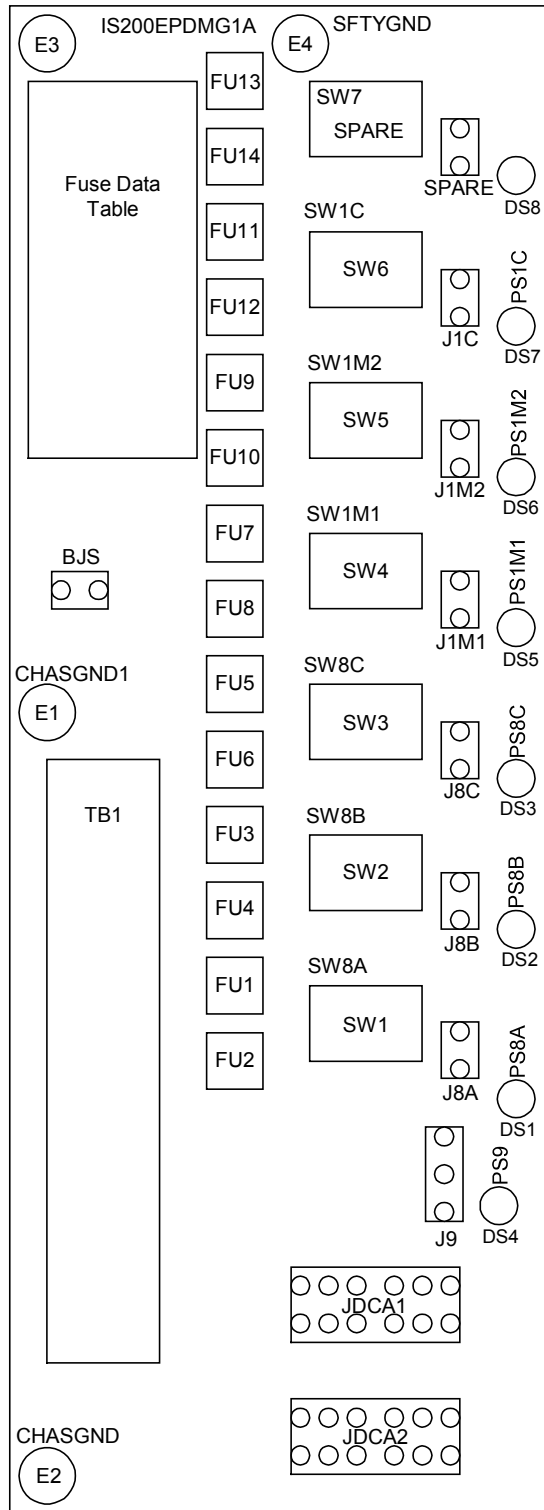 E3
IS200EPDMG1A
E4
SFTYGND
FU13
SW7
SPARE
Fuse Data
Table
FU14
SPARE
DS8
FU11
SW1C
SW6
PS1C
FU12
J1C
DS7
FU9
SW1M2
SW5
PS1M2
FU10
J1M2
DS6
FU7
SW1M1
SW4
PS1M1
BJS
FU8
J1M1
DS5
CHASGND1
E1
FU5
SW8C
SW3
PS8C
FU6
J8C
DS3
TB1
FU3
SW8B
SW2
PS8B
FU4
J8B
DS2
FU1
SW8A
SW1
PS8A
FU2
J8A
DS1
PS9
J9
DS4
JDCA1
CHASGND
E2
JDCA2